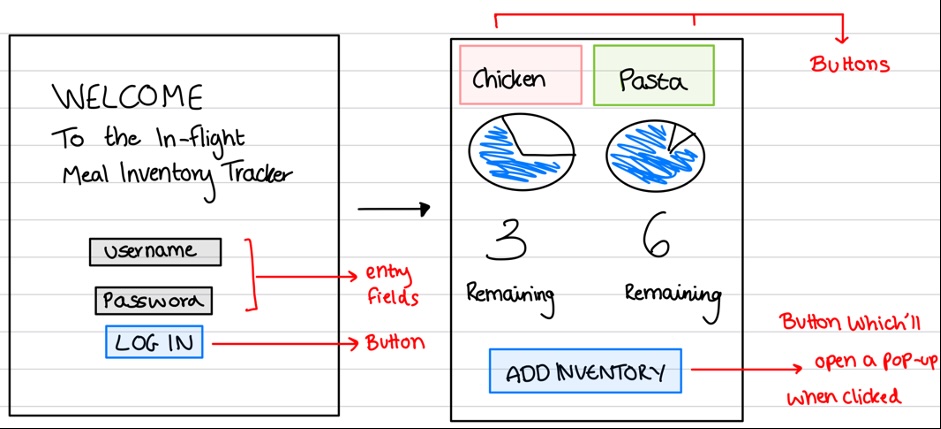 WELCOME
To the In-flight
Meal Inventory Tracker
username
Password
LOG IN
entry
fields
Button
Chicken
Pasta
Buttons
3
6
Remaining
Remaining
ADD INVENTORY
Button which'll
open a pop-up
when clicked